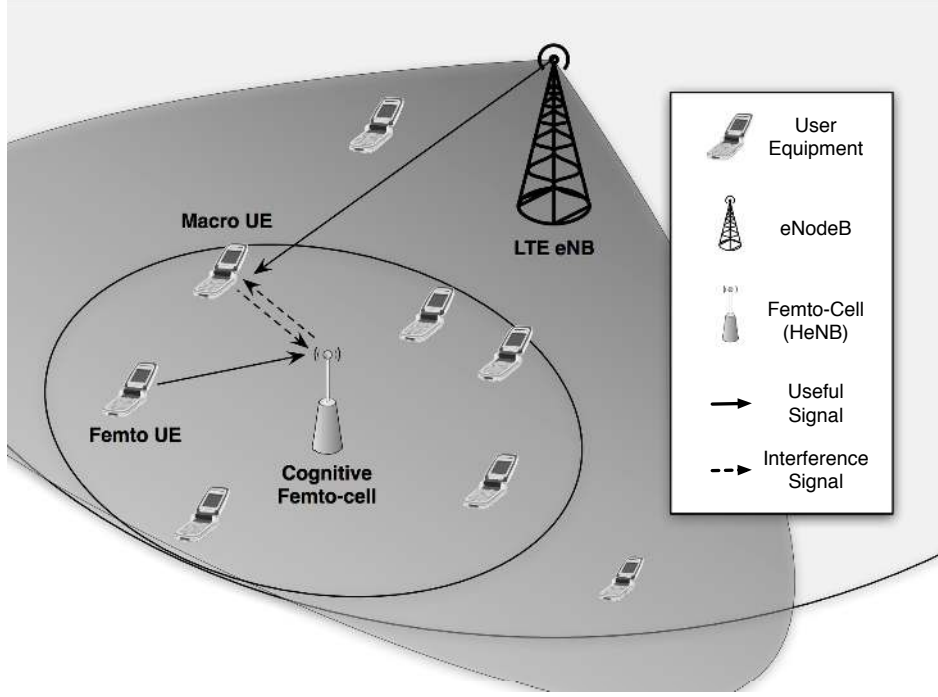 Macro UE
LTE eNB
Femto UE
Cognitive
Femto-cell
User
Equipment
eNodeB
Femto-Cell
(HeNB)
Useful
Signal
Interference
Signal